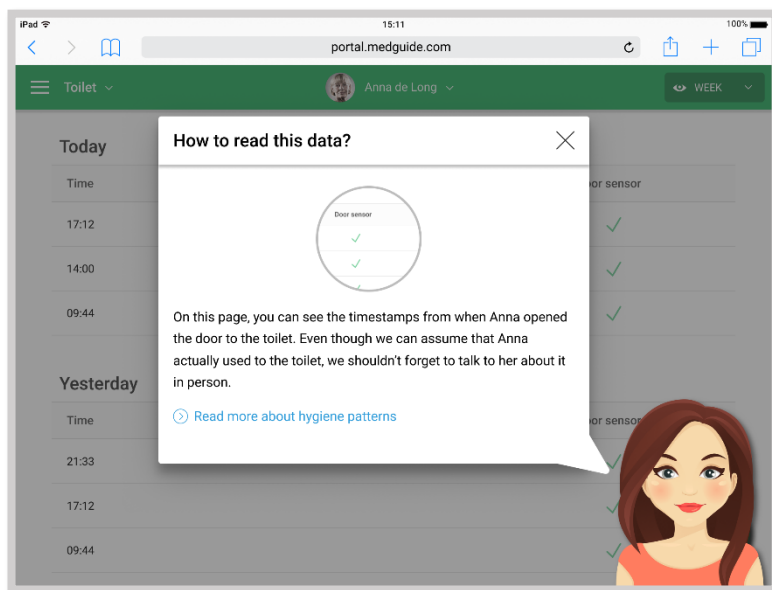 iPad 15:11 100%
portal.medguide.com
Toilet Anna de Long WEEK
How to read this data?
Today
Time sensor
17:12
14:00
09:44
Door sensor
On this page, you can see the timestamps from when Anna opened
the door to the toilet. Even though we can assume that Anna
actually used to the toilet, we shouldn't forget to talk to her about it
in person.
Read more about hygiene patterns
Yesterday
Time
21:33
17:12
09:44